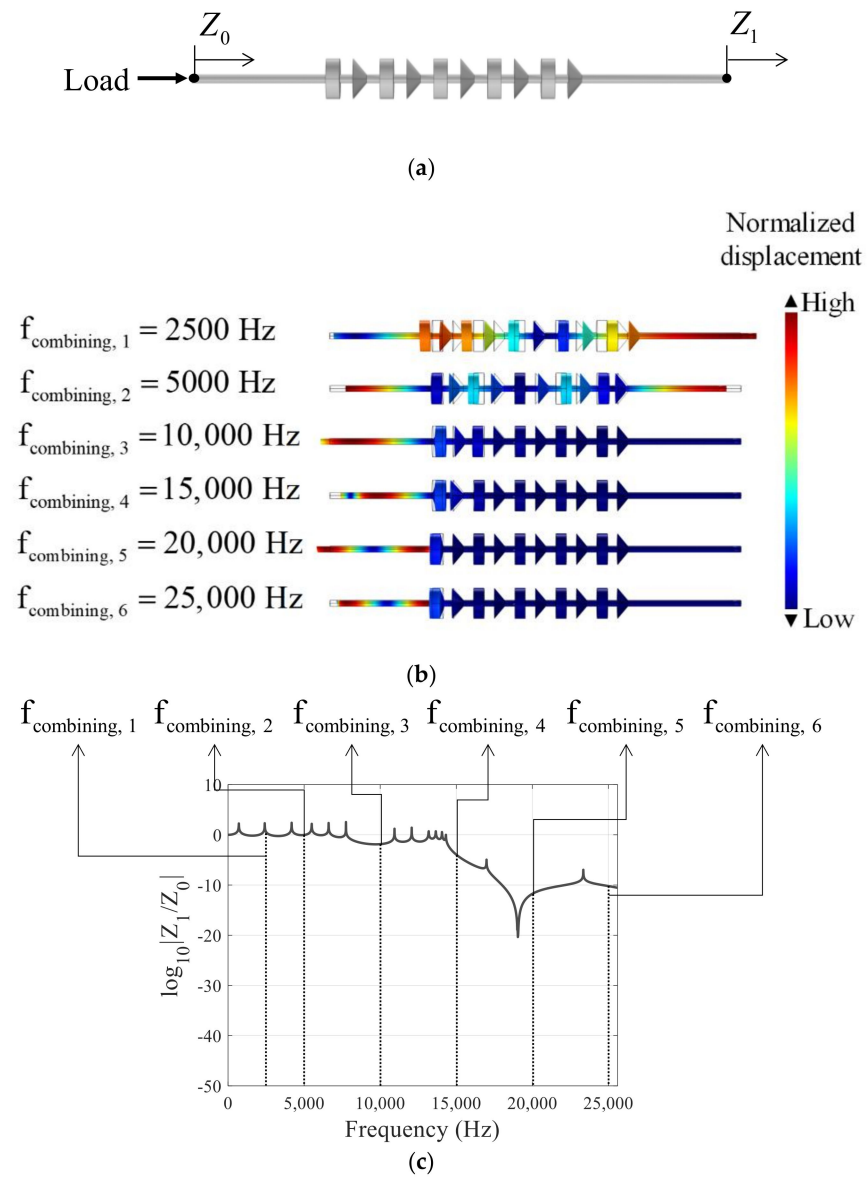 Z0
Z1
Load
(a)
Normalized
displacement
▲High
fcombining, 1 = 2500 Hz
fcombining, 2 = 5000 Hz
fcombining, 3 = 10,000 Hz
fcombining, 4 = 15,000 Hz
fcombining, 5 = 20,000 Hz
fcombining, 6 = 25,000 Hz
▼Low
(b)
fcombining, 1 fcombining, 2 fcombining, 3 fcombining, 4 fcombining, 5 fcombining, 6
10
0
-10
-20
-30
-40
-50
log10|Z1/Z0|
0 5,000 10,000 15,000 20,000 25,000
Frequency (Hz)
(c)